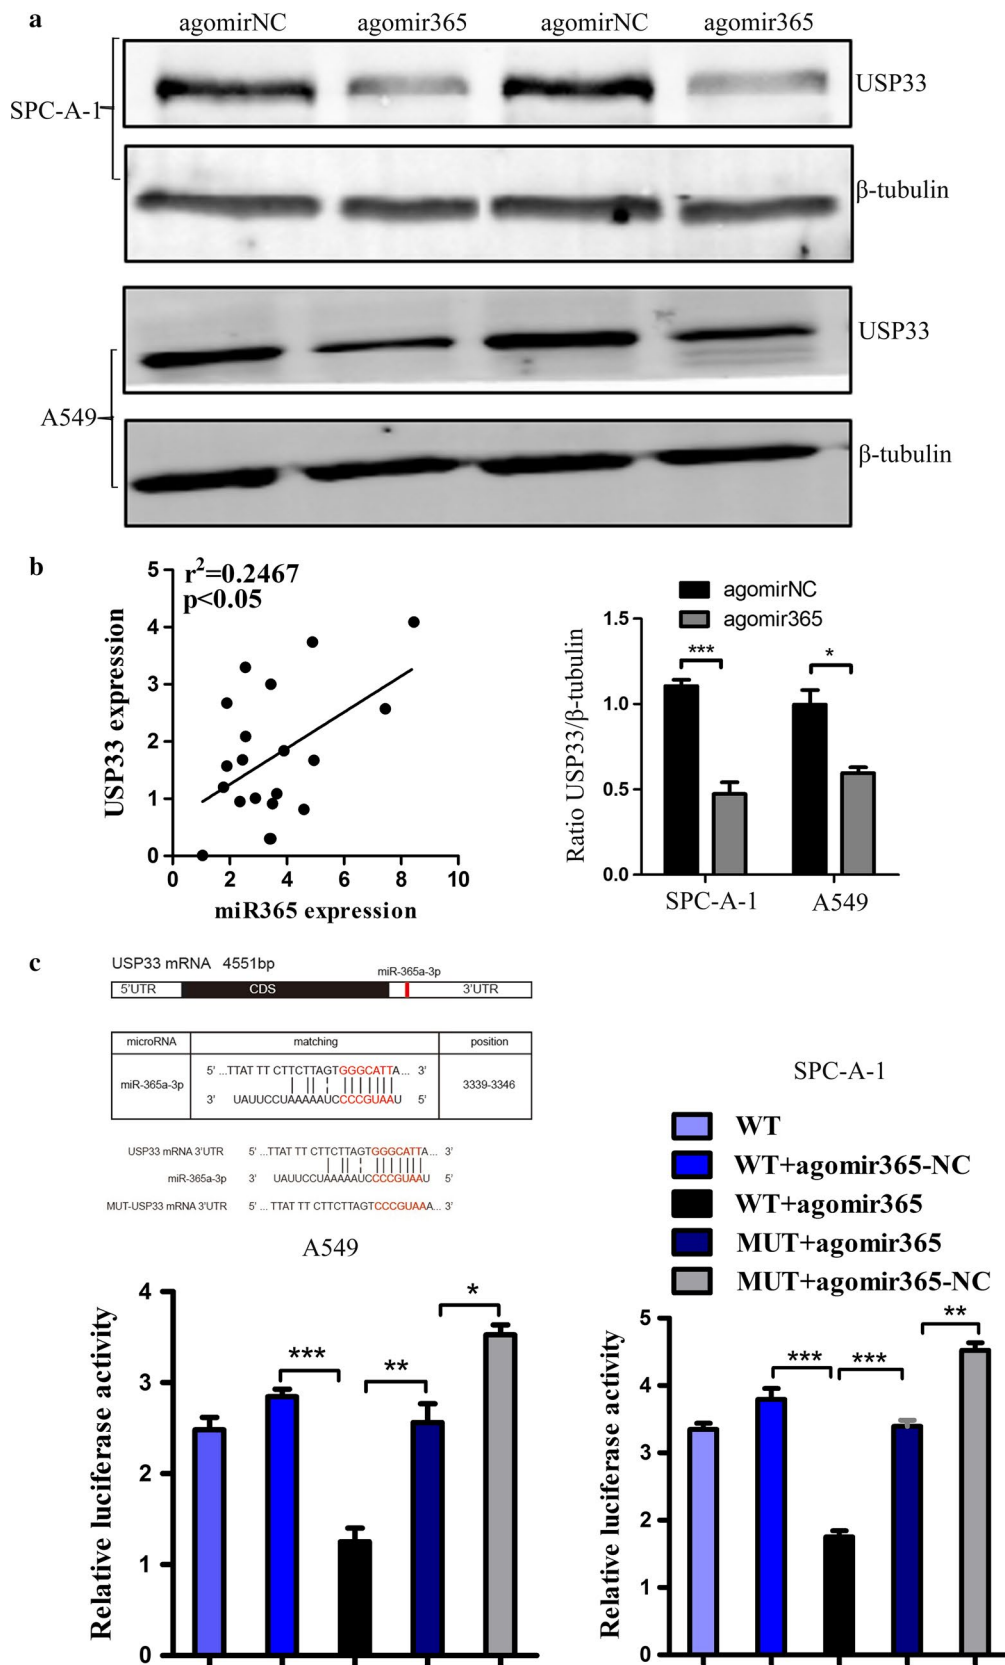 a
agomirNC agomir365 agomirNC agomir365
SPC-A-1
USP33
β-tubulin
A549
USP33
β-tubulin
b
r²=0.2467
p<0.05
USP33 expression
5
4
3
2
1
0
0 2 4 6 8 10
miR365 expression
agomirNC
agomir365
Ratio USP33/β-tubulin
1.5
1.0
0.5
0.0
*** *
SPC-A-1 A549
c
USP33 mRNA 4551bp
miR-365a-3p
5'UTR CDS 3'UTR
microRNA matching position
miR-365a-3p
5' ...TTAT TT CTTCTTAGTGGGCATTA... 3'
3' UAUUCCUAAAAAUCCCCGUAAU 5'
3339-3346
USP33 mRNA 3'UTR 5' ...TTAT TT CTTCTTAGTGGGCATTA... 3'
miR-365a-3p 3' UAUUCCUAAAAAUCCCCGUAAU 5'
MUT-USP33 mRNA 3'UTR 5' ...TTAT TT CTTCTTAGTCCCGUAAA... 3'
A549
Relative luciferase activity
4
3
2
1
0
*** ** *
SPC-A-1
WT
WT+agomir365-NC
WT+agomir365
MUT+agomir365
MUT+agomir365-NC
Relative luciferase activity
5
4
3
2
1
0
*** *** **